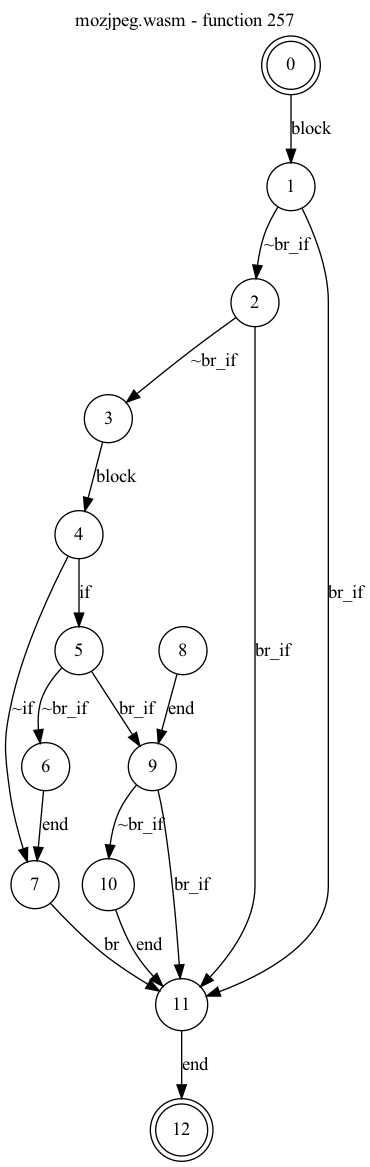 mozjpeg.wasm - function 257
0
block
1
~br_if
2
~br_if
3
block
4
if
br_if
br_if
5
8
~if
~br_if
br_if
end
6
9
end
~br_if
br_if
7
10
br
end
11
end
12